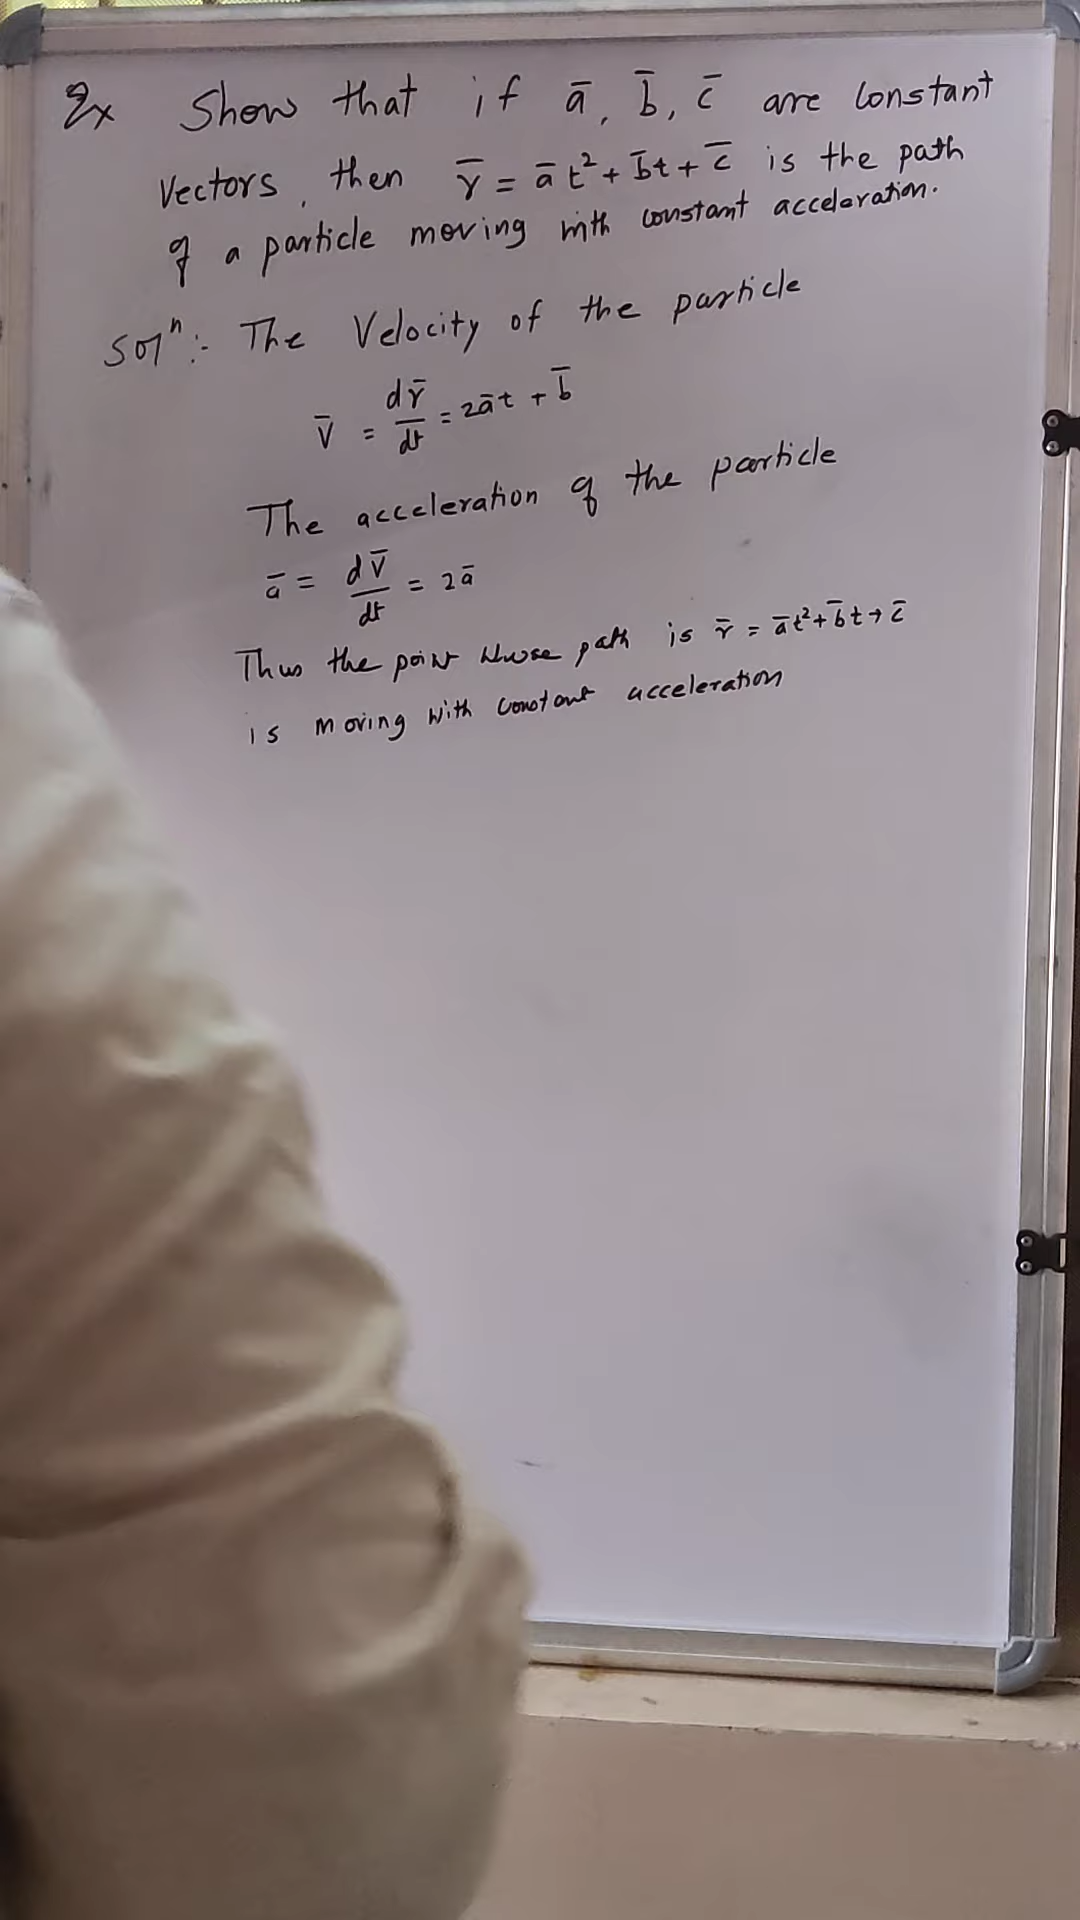 Ex Show that if ā, b̄, c̄ are constant
vectors, then r̄ = āt² + b̄t + c̄ is the path
of a particle moving with constant acceleration.
Solⁿ :- The Velocity of the particle
V̄ = dr̄/dt = 2āt + b̄
The acceleration of the particle
ā = dV̄/dt = 2ā
Thus the point whose path is r̄ = āt² + b̄t + c̄
is moving with constant acceleration